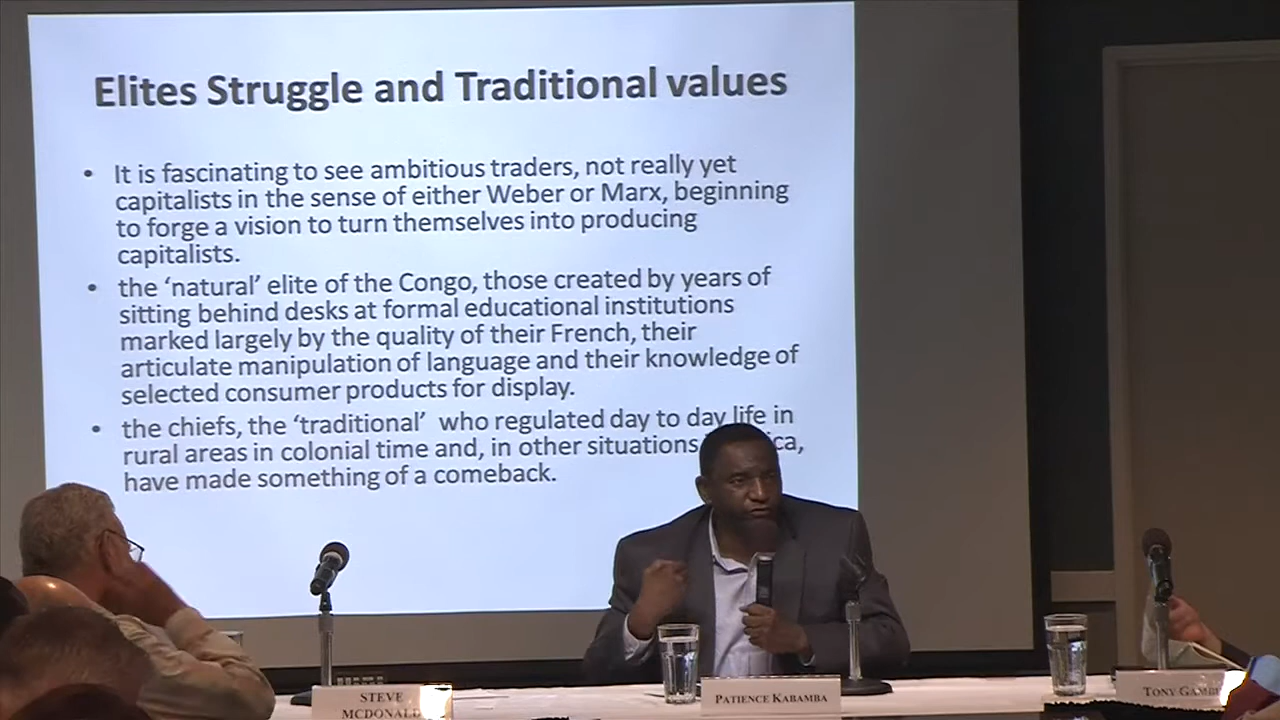 Elites Struggle and Traditional values
• It is fascinating to see ambitious traders, not really yet
capitalists in the sense of either Weber or Marx, beginning
to forge a vision to turn themselves into producing
capitalists.
• the ‘natural’ elite of the Congo, those created by years of
sitting behind desks at formal educational institutions
marked largely by the quality of their French, their
articulate manipulation of language and their knowledge of
selected consumer products for display.
• the chiefs, the ‘traditional’ who regulated day to day life in
rural areas in colonial time and, in other situations
have made something of a comeback.
STEVE
MCDONALD
PATIENCE KABAMBA
TONY